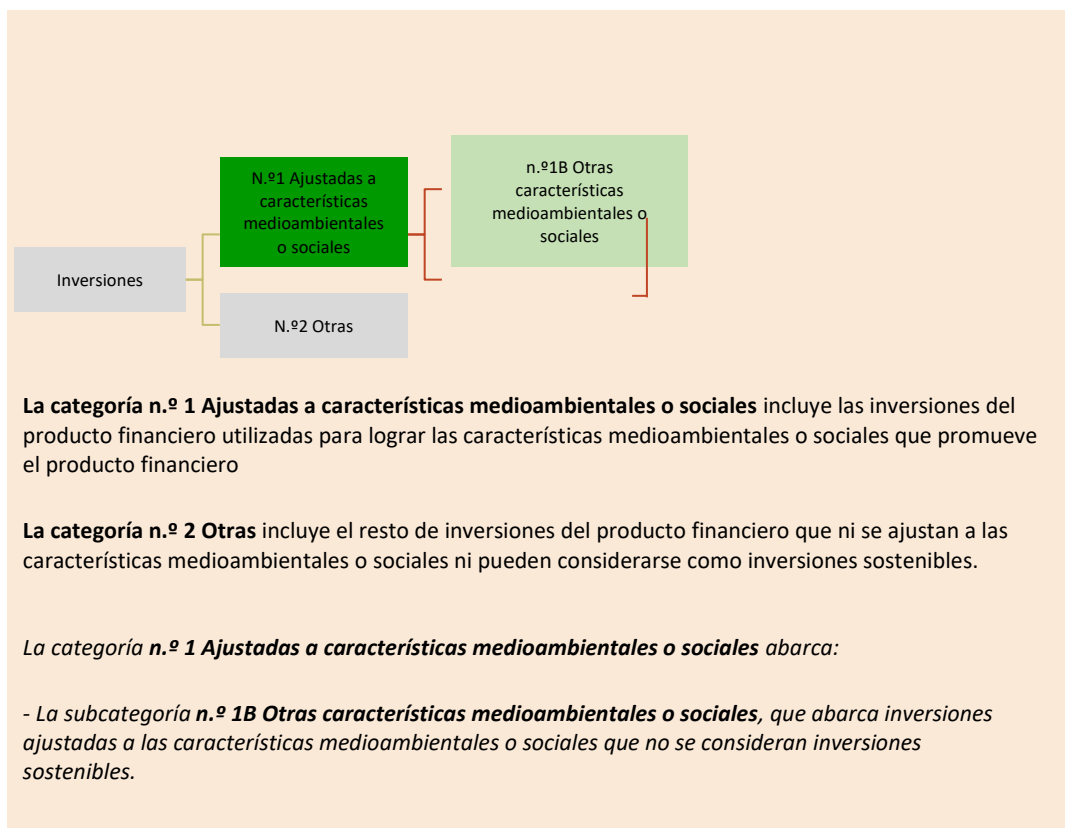 n.º1B Otras
características
medioambientales o
sociales
N.º1 Ajustadas a
características
medioambientales
o sociales
Inversiones
N.º2 Otras
La categoría n.º 1 Ajustadas a características medioambientales o sociales incluye las inversiones del
producto financiero utilizadas para lograr las características medioambientales o sociales que promueve
el producto financiero
La categoría n.º 2 Otras incluye el resto de inversiones del producto financiero que ni se ajustan a las
características medioambientales o sociales ni pueden considerarse como inversiones sostenibles.
La categoría n.º 1 Ajustadas a características medioambientales o sociales abarca:
- La subcategoría n.º 1B Otras características medioambientales o sociales, que abarca inversiones
ajustadas a las características medioambientales o sociales que no se consideran inversiones
sostenibles.